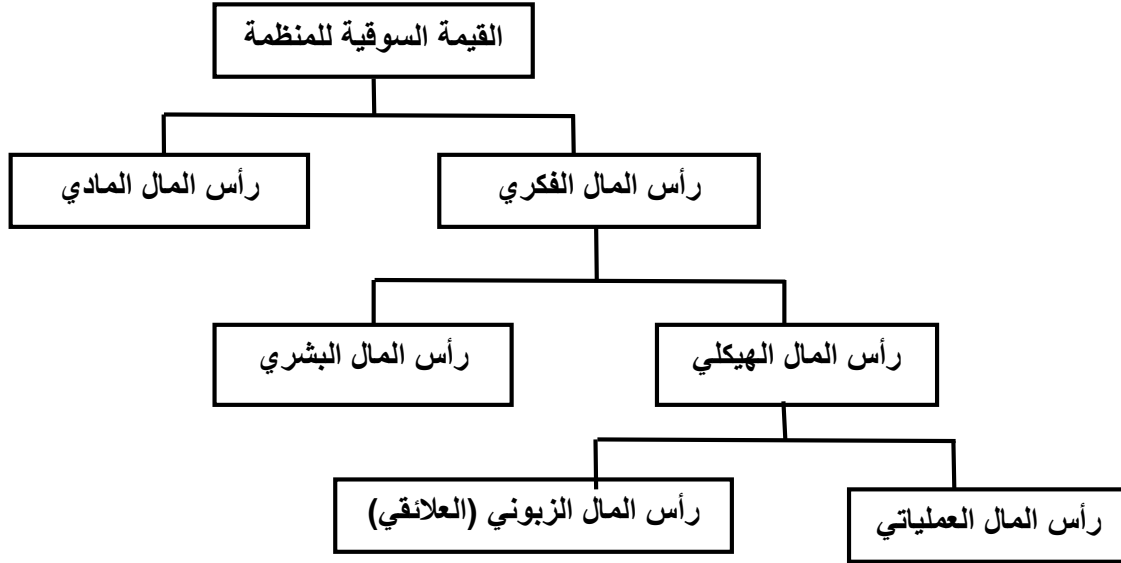 القيمة السوقية للمنظمة
رأس المال الفكري
رأس المال المادي
رأس المال الهيكلي
رأس المال البشري
رأس المال العملياتي
رأس المال الزبوني (العلائقي)